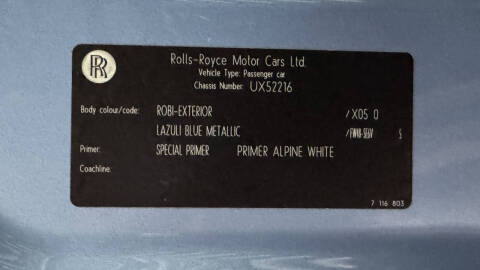 RR
Rolls-Royce Motor Cars Ltd.
Vehicle Type: Passenger car
Chassis Number: UX52216
Body colour/code: ROBI-EXTERIOR /X05 0
LAZULI BLUE METALLIC S
Primer: SPECIAL PRIMER PRIMER ALPINE WHITE
Coachline:
7 116 803